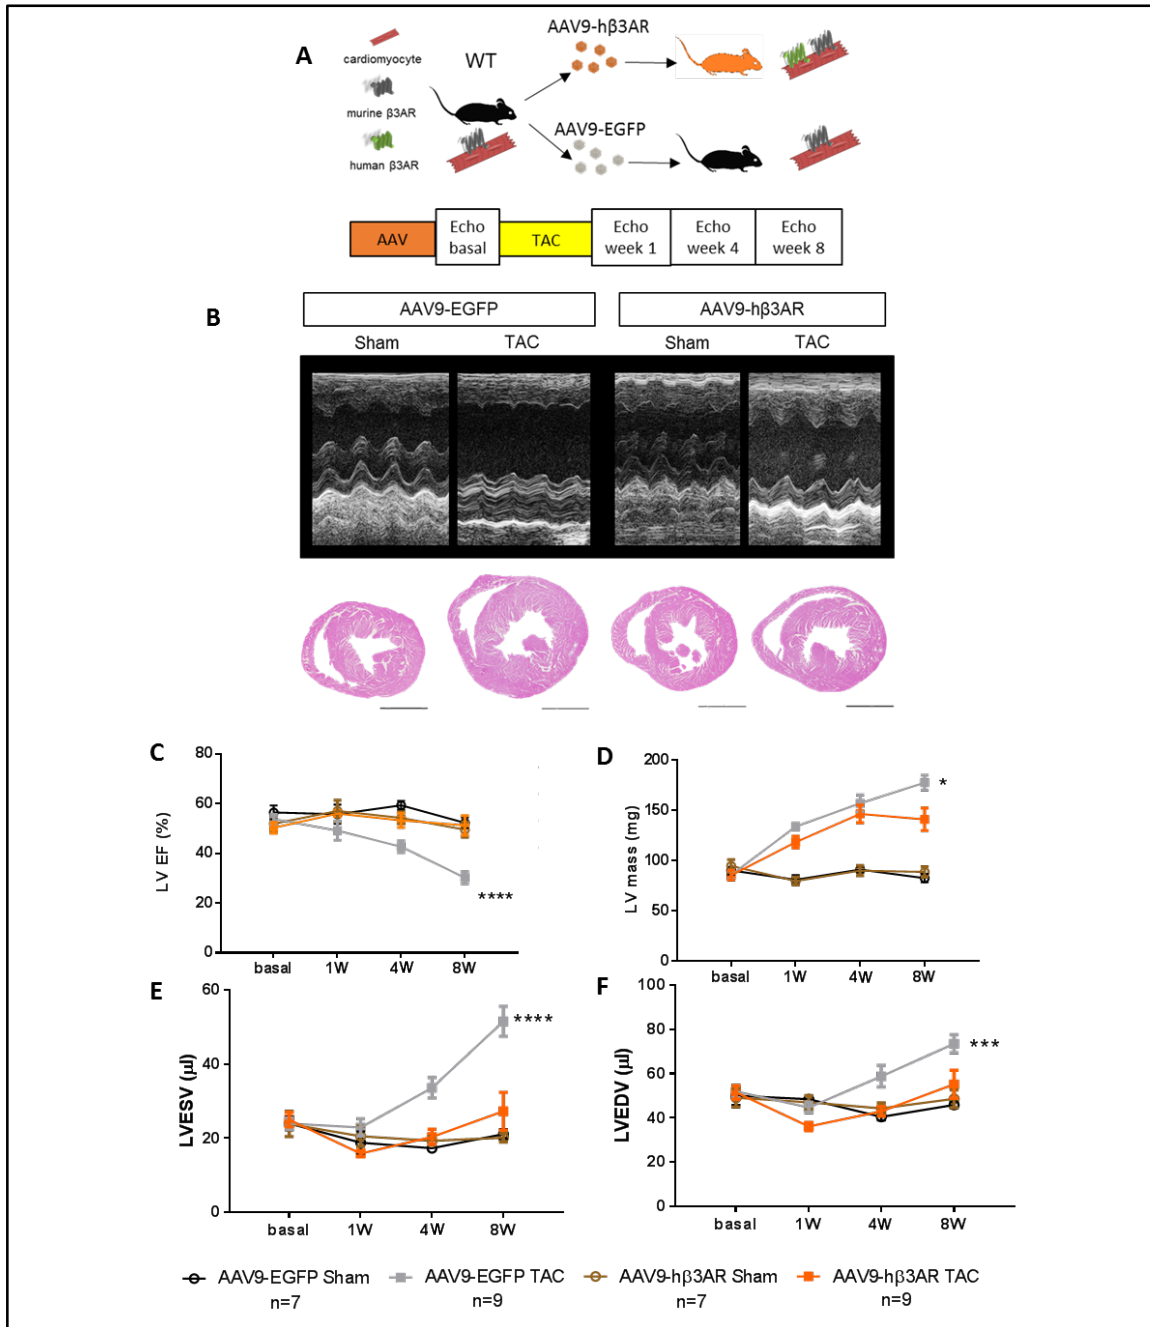 A
cardiomyocyte
murine β3AR
human β3AR
WT
AAV9-hβ3AR
AAV9-EGFP
AAV
Echo
basal
TAC
Echo
week 1
Echo
week 4
Echo
week 8
B
AAV9-EGFP
AAV9-hβ3AR
Sham
TAC
Sham
TAC
C
LV EF (%)
80
60
40
20
0
basal
1W
4W
8W
****
D
LV mass (mg)
200
150
100
50
0
basal
1W
4W
8W
*
E
LVESV (µl)
60
40
20
0
basal
1W
4W
8W
****
F
LVEDV (µl)
100
80
60
40
20
0
basal
1W
4W
8W
***
AAV9-EGFP Sham
n=7
AAV9-EGFP TAC
n=9
AAV9-hβ3AR Sham
n=7
AAV9-hβ3AR TAC
n=9